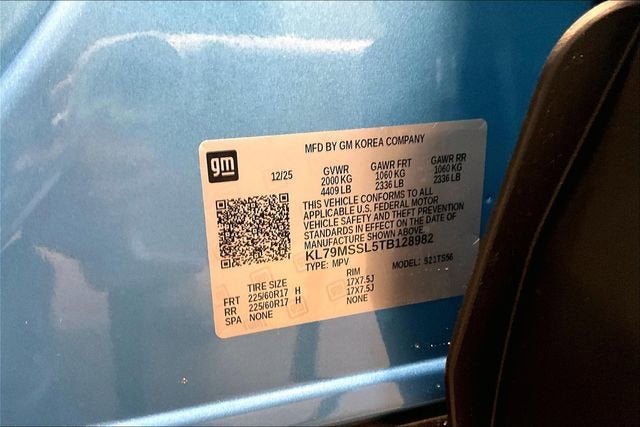 MFD BY GM KOREA COMPANY
gm
12/25 GVWR GAWR FRT GAWR RR
2000 KG 1060 KG 1060 KG
4409 LB 2336 LB 2336 LB
THIS VEHICLE CONFORMS TO ALL
APPLICABLE U.S. FEDERAL MOTOR
VEHICLE SAFETY AND THEFT PREVENTION
STANDARDS IN EFFECT ON THE DATE OF
MANUFACTURE SHOWN ABOVE.
KL79MSSL5TB128982
TYPE: MPV MODEL: S21TS56
TIRE SIZE RIM
FRT 225/60R17 H 17X7.5J
RR 225/60R17 H 17X7.5J
SPA NONE NONE